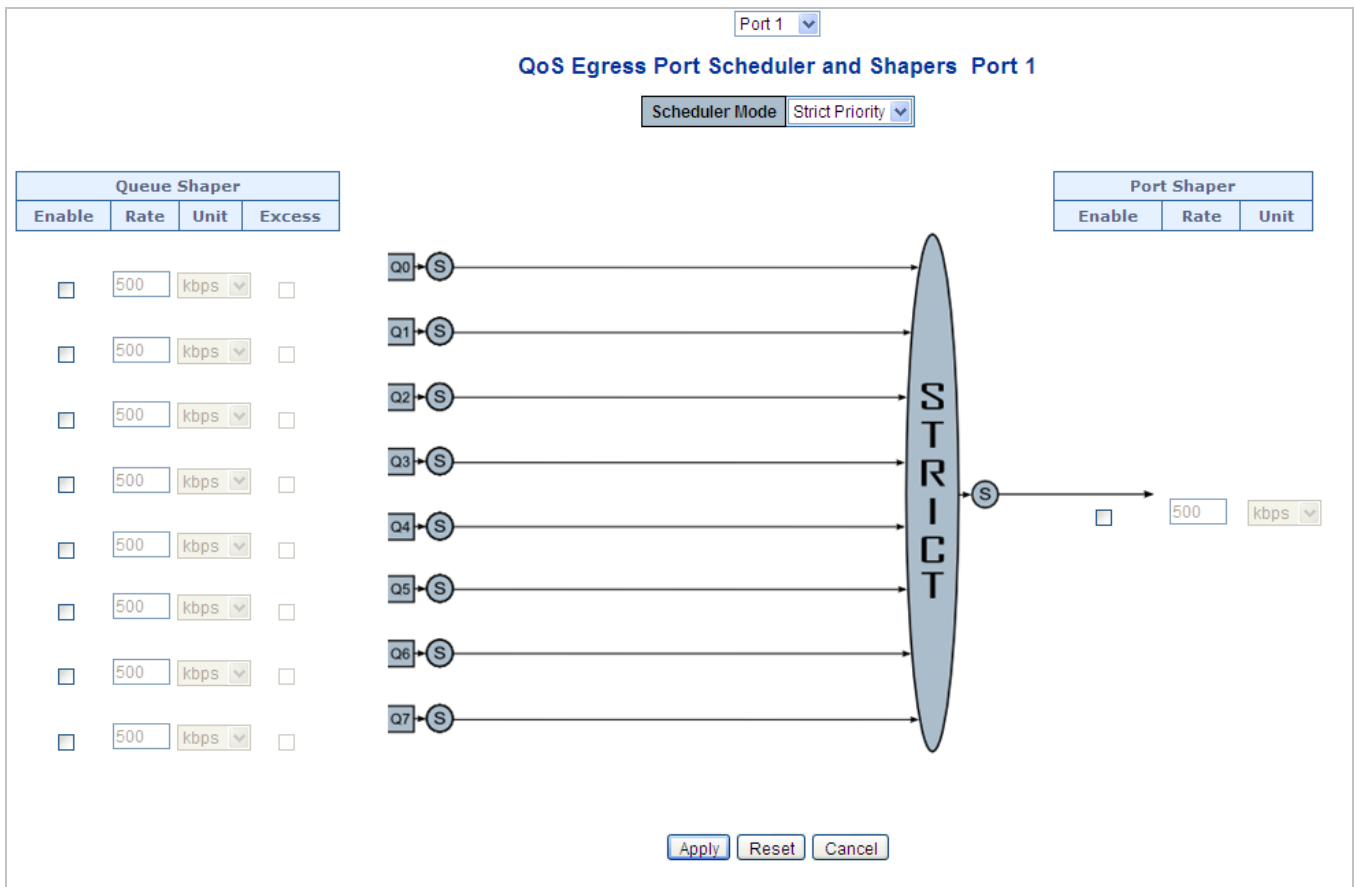 Port 1
QoS Egress Port Scheduler and Shapers Port 1
Scheduler Mode Strict Priority
Queue Shaper
Enable Rate Unit Excess
Port Shaper
Enable Rate Unit
500 kbps Q0 S
500 kbps Q1 S
500 kbps Q2 S
500 kbps Q3 S
500 kbps Q4 S
500 kbps Q5 S
500 kbps Q6 S
500 kbps Q7 S
STRICT
S
500 kbps
Apply Reset Cancel